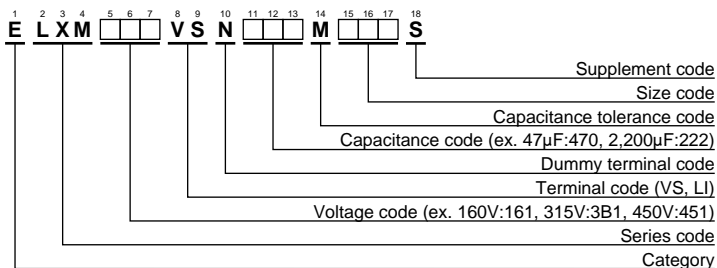 1 2 3 4 5 6 7 8 9 10 11 12 13 14 15 16 17 18
E L X M V S N M S
Supplement code
Size code
Capacitance tolerance code
Capacitance code (ex. 47μF:470, 2,200μF:222)
Dummy terminal code
Terminal code (VS, LI)
Voltage code (ex. 160V:161, 315V:3B1, 450V:451)
Series code
Category